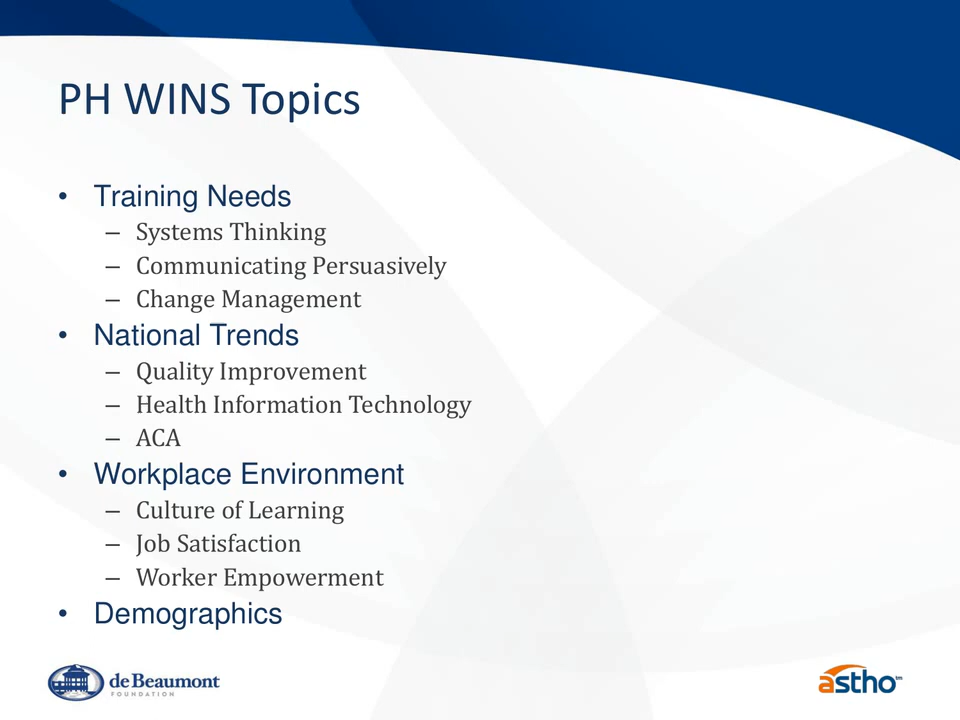 PH WINS Topics
• Training Needs
– Systems Thinking
– Communicating Persuasively
– Change Management
• National Trends
– Quality Improvement
– Health Information Technology
– ACA
• Workplace Environment
– Culture of Learning
– Job Satisfaction
– Worker Empowerment
• Demographics
de Beaumont
FOUNDATION
astho™